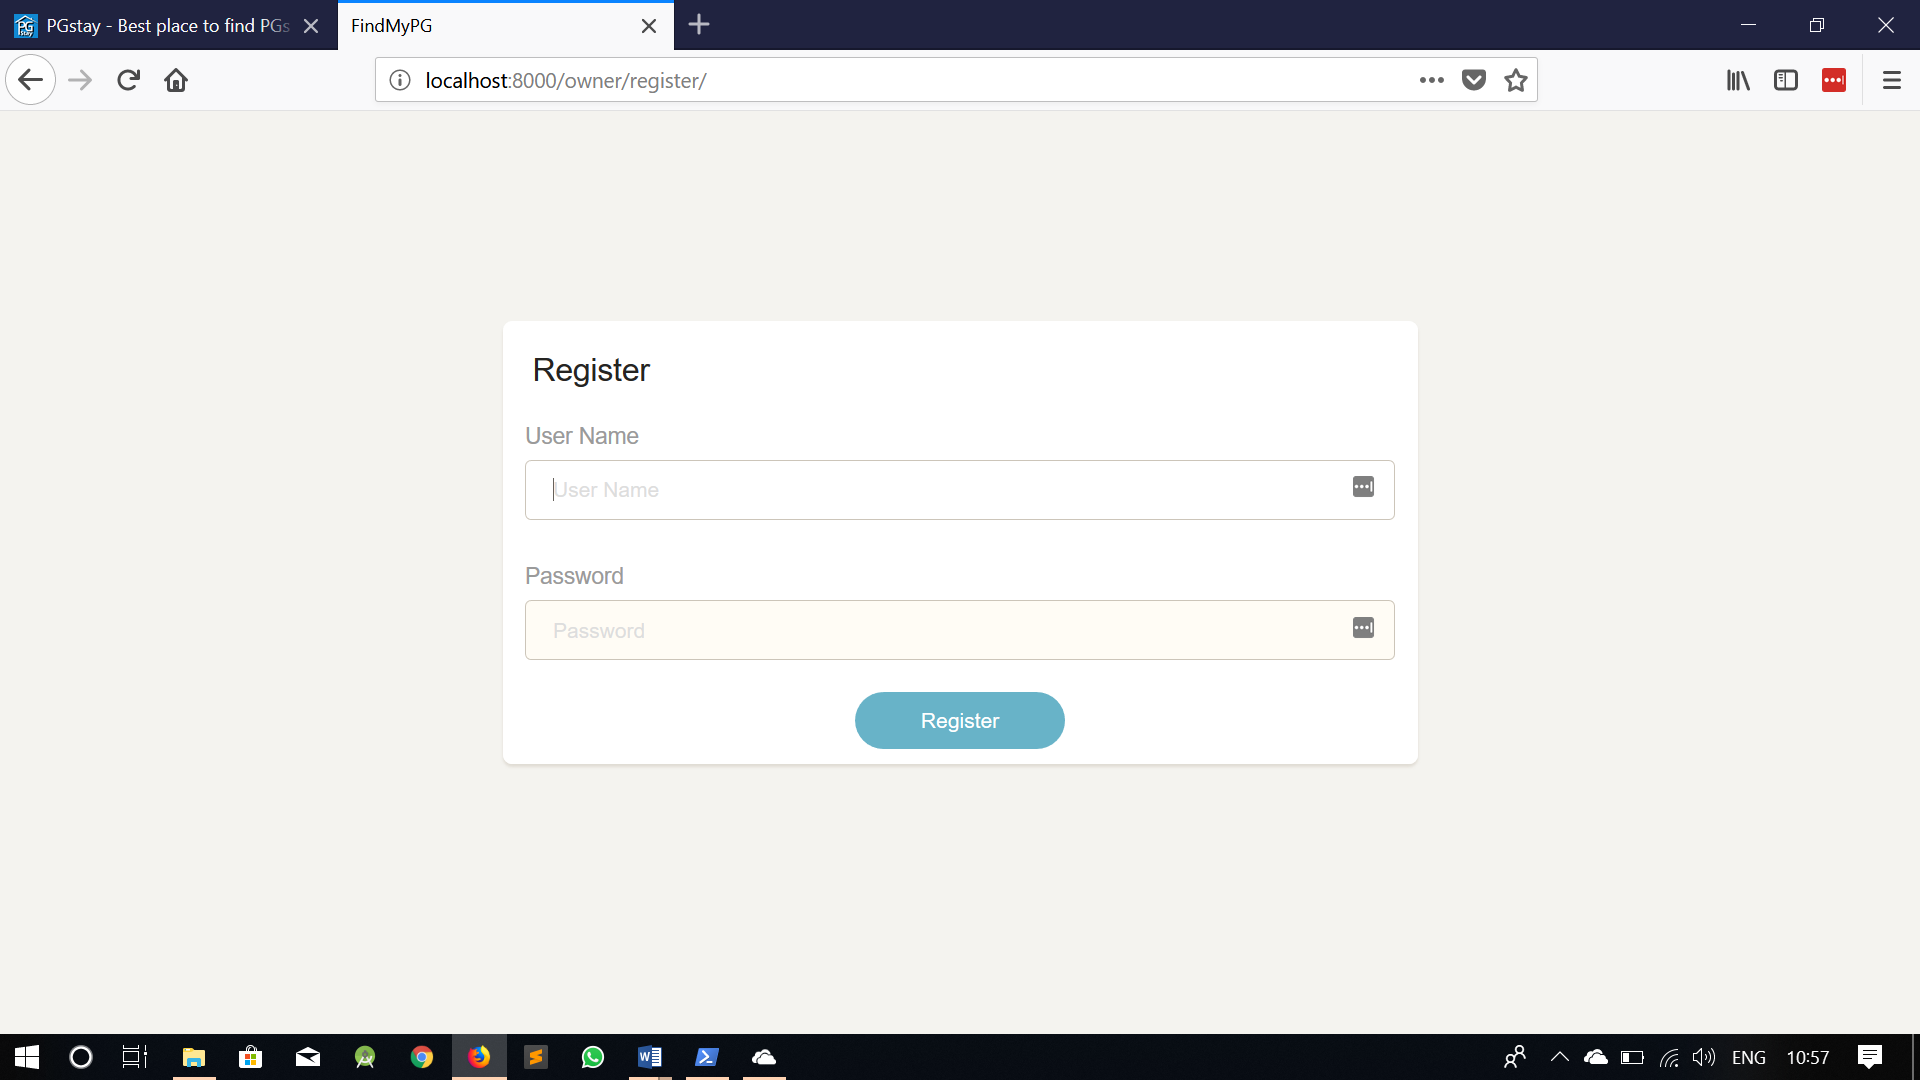 PGstay - Best place to find PGs
FindMyPG
localhost:8000/owner/register/
Register
User Name
User Name
Password
Password
Register
ENG
10:57